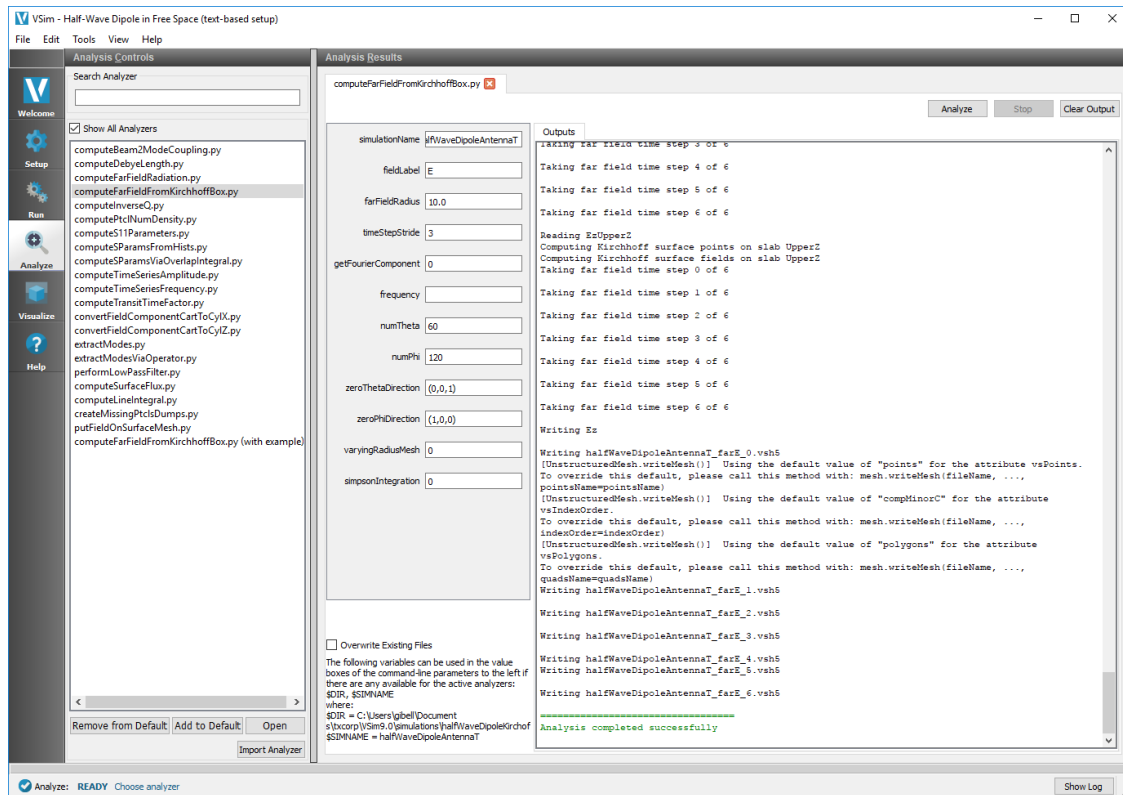 VSim - Half-Wave Dipole in Free Space (text-based setup)
File Edit Tools View Help
Welcome
Setup
Run
Analyze
Visualize
Help
Analysis Controls
Search Analyzer
Show All Analyzers
computeBeam2ModeCoupling.py
computeDebyeLength.py
computeFarFieldRadiation.py
computeFarFieldFromKirchhoffBox.py
computeInverseQ.py
computePtclNumDensity.py
computeS11Parameters.py
computeSParamsFromHists.py
computeSParamsViaOverlapIntegral.py
computeTimeSeriesAmplitude.py
computeTimeSeriesFrequency.py
computeTransitTimeFactor.py
convertFieldComponentCartToCylX.py
convertFieldComponentCartToCylZ.py
extractModes.py
extractModesViaOperator.py
performLowPassFilter.py
computeSurfaceFlux.py
computeLineIntegral.py
createMissingPtclsDumps.py
putFieldOnSurfaceMesh.py
computeFarFieldFromKirchhoffBox.py (with example)
Remove from Default Add to Default Open
Import Analyzer
Analysis Results
computeFarFieldFromKirchhoffBox.py
Analyze Stop Clear Output
simulationName alfWaveDipoleAntennaT
fieldLabel E
farFieldRadius 10.0
timeStepStride 3
getFourierComponent 0
frequency
numTheta 60
numPhi 120
zeroThetaDirection (0,0,1)
zeroPhiDirection (1,0,0)
varyingRadiusMesh 0
simpsonIntegration 0
Overwrite Existing Files
The following variables can be used in the value
boxes of the command-line parameters to the left if
there are any available for the active analyzers:
$DIR, $SIMNAME
where:
$DIR = C:\Users\gibell\Document
s\txcorp\VSim9.0\simulations\halfWaveDipoleKirchof
$SIMNAME = halfWaveDipoleAntennaT
Outputs
Taking far field time step 3 of 6
Taking far field time step 4 of 6
Taking far field time step 5 of 6
Taking far field time step 6 of 6
Reading EzUpperZ
Computing Kirchhoff surface points on slab UpperZ
Computing Kirchhoff surface fields on slab UpperZ
Taking far field time step 0 of 6
Taking far field time step 1 of 6
Taking far field time step 2 of 6
Taking far field time step 3 of 6
Taking far field time step 4 of 6
Taking far field time step 5 of 6
Taking far field time step 6 of 6
Writing Ez
Writing halfWaveDipoleAntennaT_farE_0.vsh5
[UnstructuredMesh.writeMesh()] Using the default value of "points" for the attribute vsPoints.
To override this default, please call this method with: mesh.writeMesh(fileName, ...,
pointsName=pointsName)
[UnstructuredMesh.writeMesh()] Using the default value of "compMinorC" for the attribute
vsIndexOrder.
To override this default, please call this method with: mesh.writeMesh(fileName, ...,
indexOrder=indexOrder)
[UnstructuredMesh.writeMesh()] Using the default value of "polygons" for the attribute
vsPolygons.
To override this default, please call this method with: mesh.writeMesh(fileName, ...,
quadsName=quadsName)
Writing halfWaveDipoleAntennaT_farE_1.vsh5
Writing halfWaveDipoleAntennaT_farE_2.vsh5
Writing halfWaveDipoleAntennaT_farE_3.vsh5
Writing halfWaveDipoleAntennaT_farE_4.vsh5
Writing halfWaveDipoleAntennaT_farE_5.vsh5
Writing halfWaveDipoleAntennaT_farE_6.vsh5
==================================
Analysis completed successfully
Analyze: READY Choose analyzer
Show Log